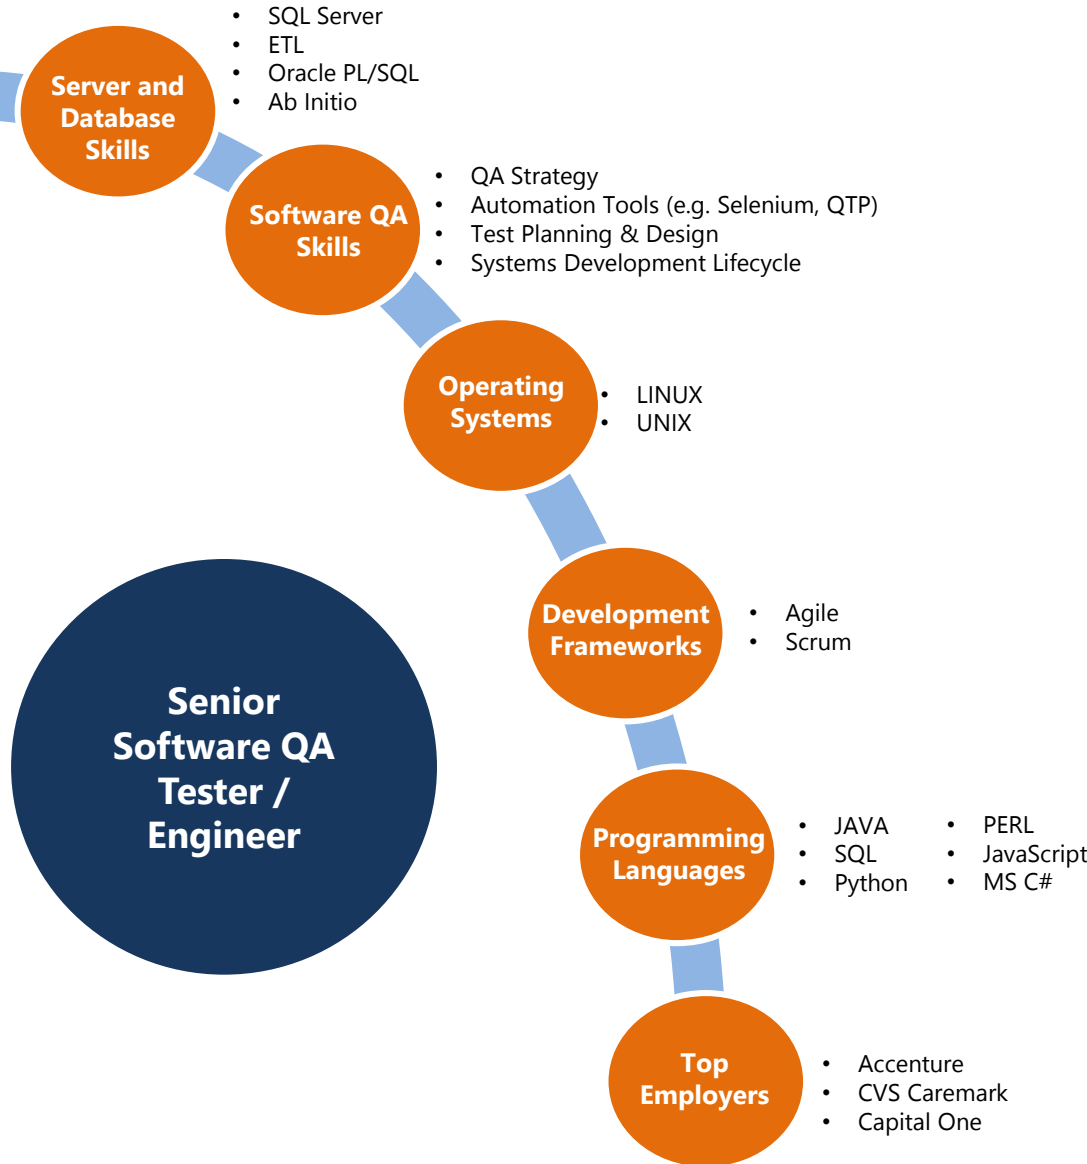 Server and
Database
Skills
• SQL Server
• ETL
• Oracle PL/SQL
• Ab Initio
Software QA
Skills
• QA Strategy
• Automation Tools (e.g. Selenium, QTP)
• Test Planning & Design
• Systems Development Lifecycle
Operating
Systems
• LINUX
• UNIX
Development
Frameworks
• Agile
• Scrum
Senior
Software QA
Tester /
Engineer
Programming
Languages
• JAVA
• SQL
• Python
• PERL
• JavaScript
• MS C#
Top
Employers
• Accenture
• CVS Caremark
• Capital One